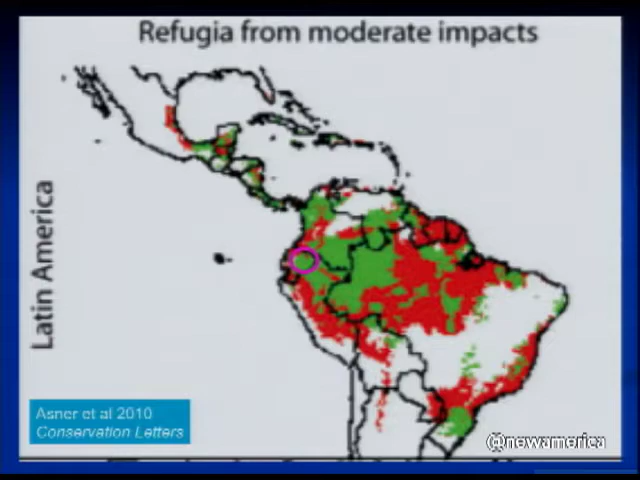 Refugia from moderate impacts
Latin America
Asner et al 2010
Conservation Letters
@newamerica